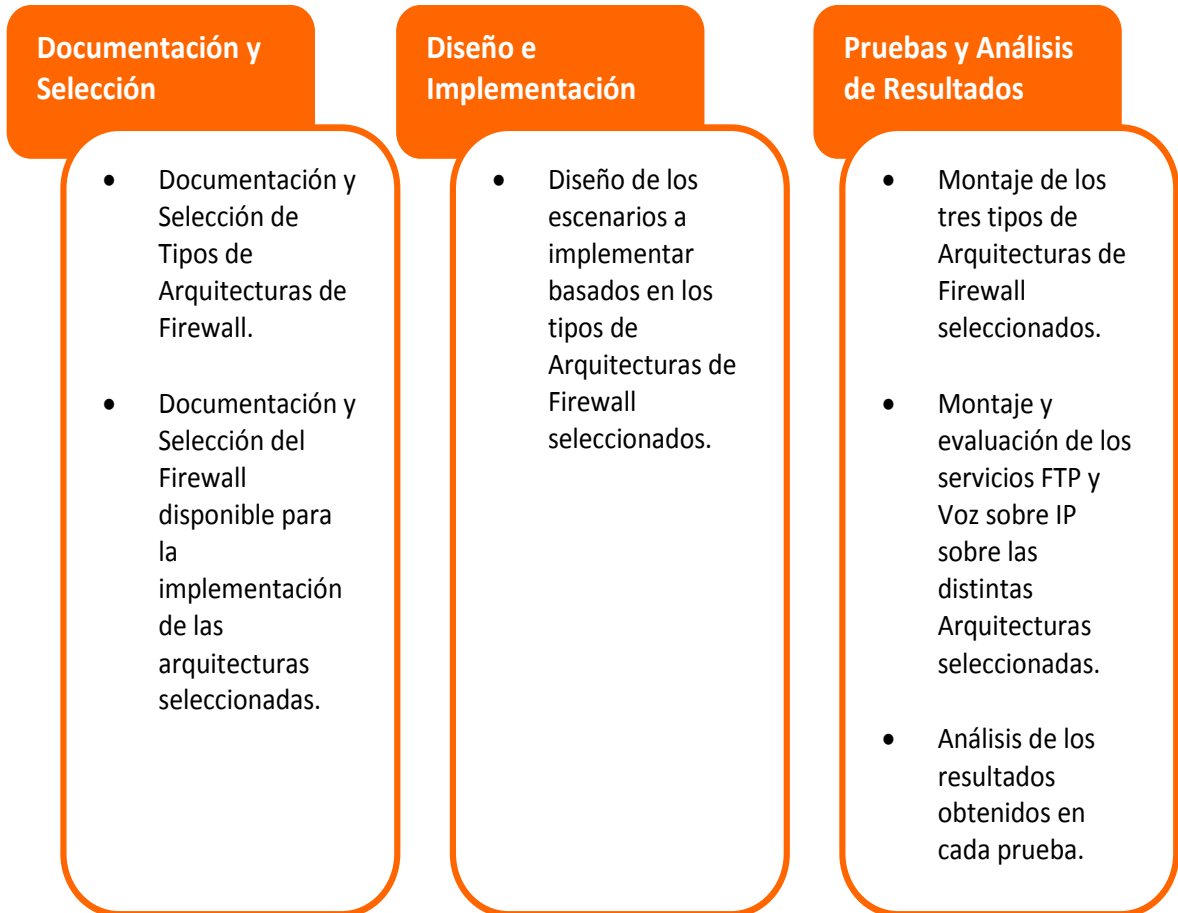 Documentación y
Selección
• Documentación y
Selección de
Tipos de
Arquitecturas de
Firewall.
• Documentación y
Selección del
Firewall
disponible para
la
implementación
de las
arquitecturas
seleccionadas.
Diseño e
Implementación
• Diseño de los
escenarios a
implementar
basados en los
tipos de
Arquitecturas de
Firewall
seleccionados.
Pruebas y Análisis
de Resultados
• Montaje de los
tres tipos de
Arquitecturas de
Firewall
seleccionados.
• Montaje y
evaluación de los
servicios FTP y
Voz sobre IP
sobre las
distintas
Arquitecturas
seleccionadas.
• Análisis de los
resultados
obtenidos en
cada prueba.